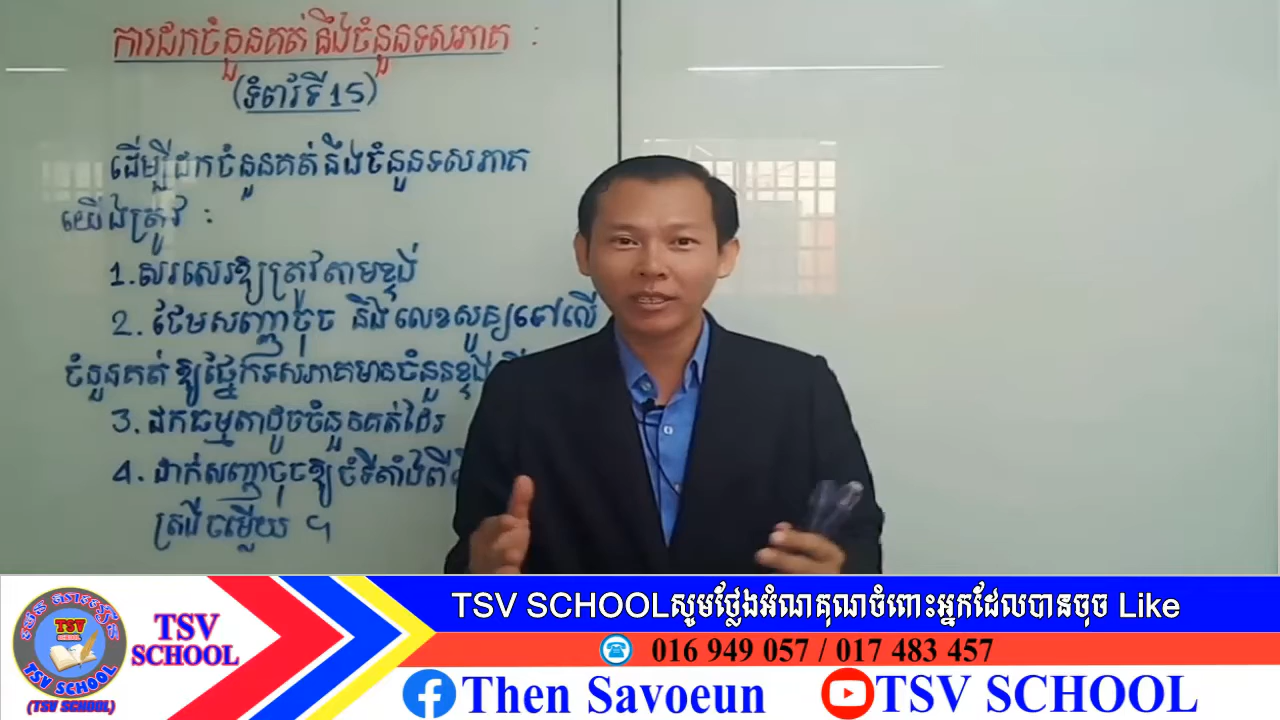 ការដកចំនួនគត់ នឹងចំនួនទសភាគ :
(ទំព័រទី 15)
ដើម្បីដកចំនួនគត់ នឹងចំនួនទសភាគ
យើងត្រូវ :
1. សរសេរឱ្យត្រូវតាមខ្ទង់
2. ថែមសញ្ញាចុច និង លេខសូន្យនៅលើ
ចំនួនគត់ ឱ្យផ្នែកទសភាគមានចំនួនខ្ទង់
3. ដកធម្មតាដូចចំនួនគត់ដែរ
4. ដាក់សញ្ញាចុចឱ្យចំទីតាំងពី
ត្រង់ចម្លើយ ។
TSV SCHOOLសូមថ្លែងអំណរគុណចំពោះអ្នកដែលបានចុច Like
TSV
SCHOOL
016 949 057 / 017 483 457
Then Savoeun
TSV SCHOOL
TSV
SCHOOL
TSV SCHOOL
(TSV SCHOOL)